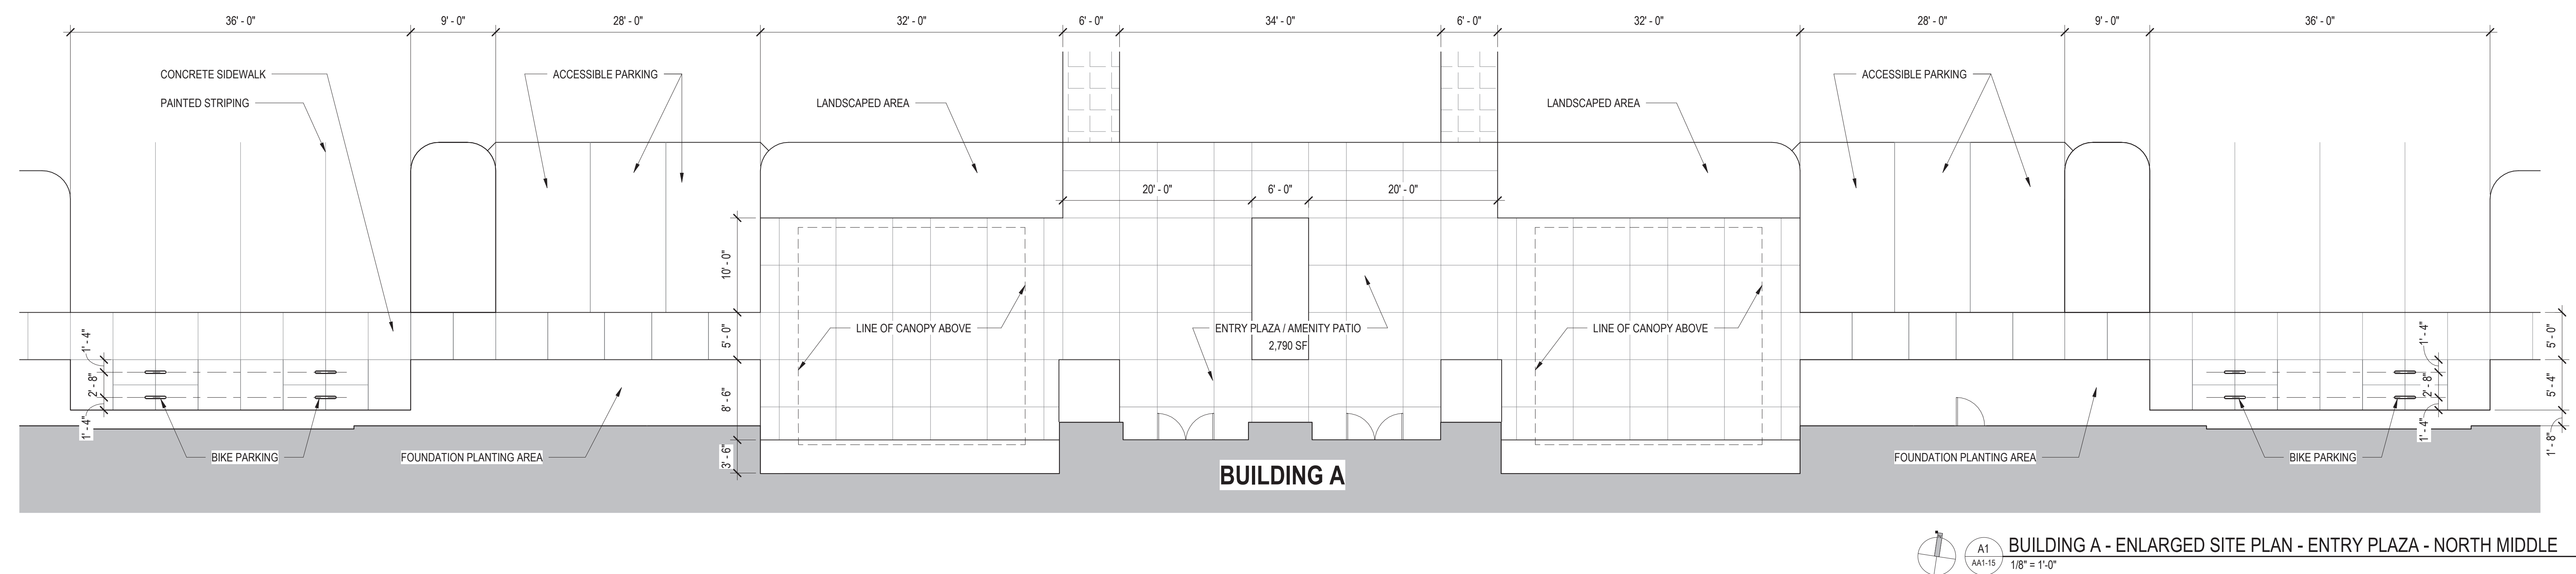 36' - 0"
9' - 0"
28' - 0"
32' - 0"
6' - 0"
34' - 0"
6' - 0"
32' - 0"
28' - 0"
9' - 0"
36' - 0"
CONCRETE SIDEWALK
ACCESSIBLE PARKING
ACCESSIBLE PARKING
PAINTED STRIPING
LANDSCAPED AREA
LANDSCAPED AREA
20' - 0"
6' - 0"
20' - 0"
10' - 0"
LINE OF CANOPY ABOVE
ENTRY PLAZA / AMENITY PATIO
2,790 SF
LINE OF CANOPY ABOVE
1' - 4"
5' - 0"
1' - 4"
5' - 0"
2' - 8"
8' - 6"
2' - 8"
5' - 4"
1' - 4"
3' - 6"
1' - 4"
1' - 8"
BIKE PARKING
FOUNDATION PLANTING AREA
FOUNDATION PLANTING AREA
BIKE PARKING
BUILDING A
A1
AA1-15
BUILDING A - ENLARGED SITE PLAN - ENTRY PLAZA - NORTH MIDDLE
1/8" = 1'-0"